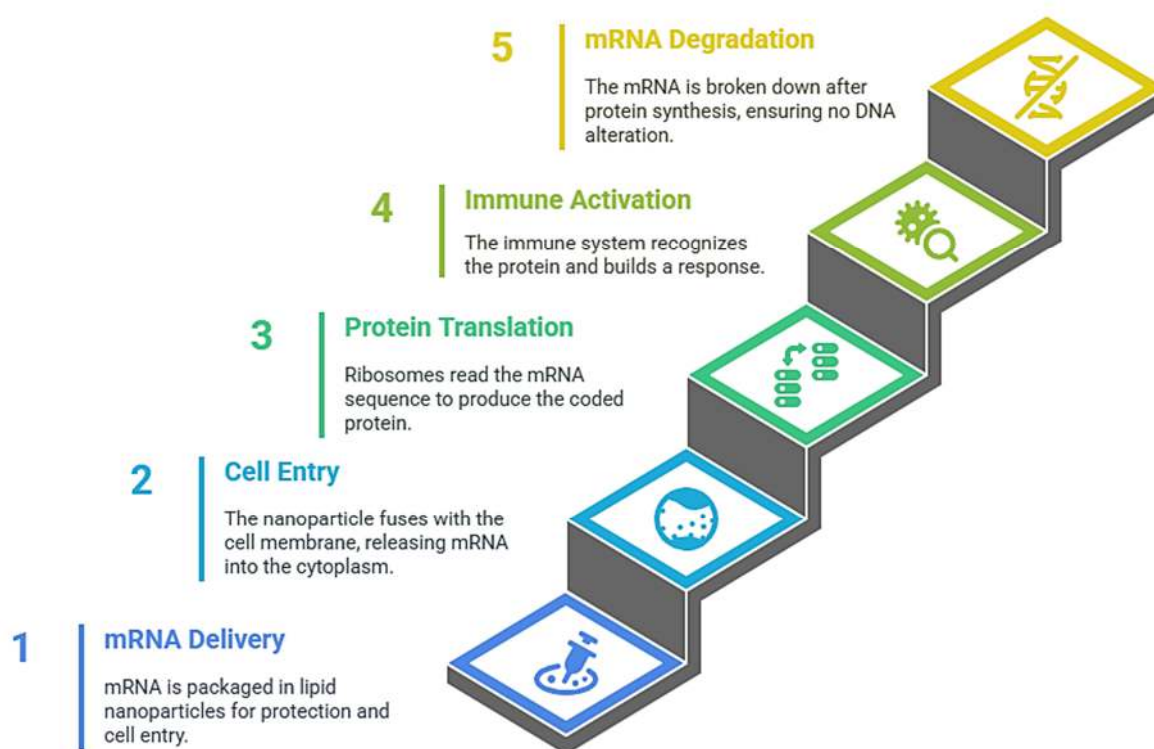 5
mRNA Degradation
The mRNA is broken down after
protein synthesis, ensuring no DNA
alteration.
4
Immune Activation
The immune system recognizes
the protein and builds a response.
3
Protein Translation
Ribosomes read the mRNA
sequence to produce the coded
protein.
2
Cell Entry
The nanoparticle fuses with the
cell membrane, releasing mRNA
into the cytoplasm.
1
mRNA Delivery
mRNA is packaged in lipid
nanoparticles for protection and
cell entry.